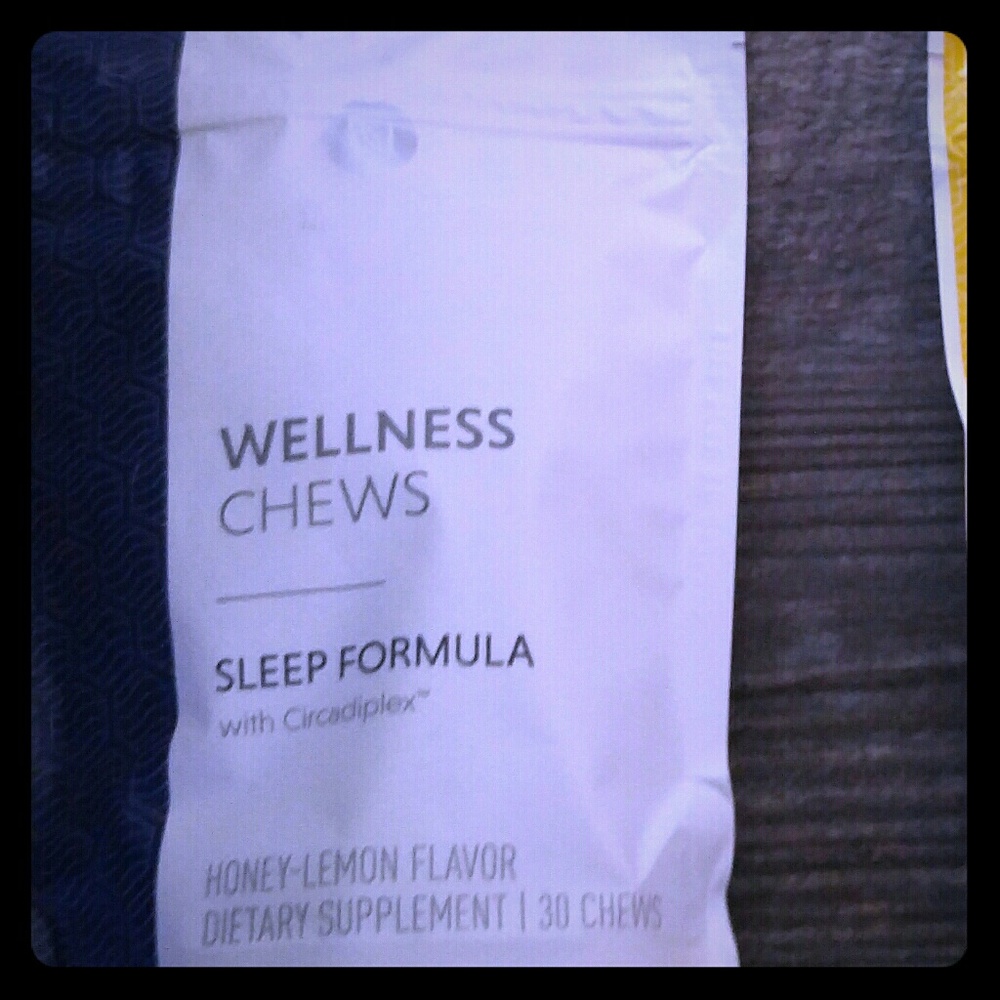 WELLNESS
CHEWS
SLEEP FORMULA
with Circadiplex™
HONEY-LEMON FLAVOR
DIETARY SUPPLEMENT | 30 CHEWS